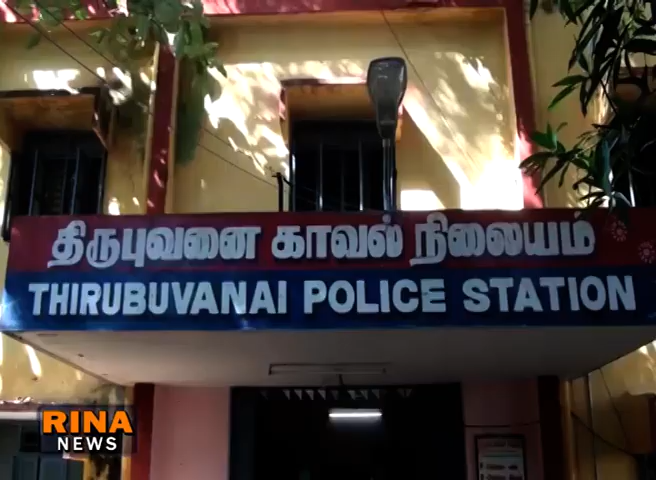 திருபுவனை காவல் நிலையம்
THIRUBUVANAI POLICE STATION
RINA
NEWS